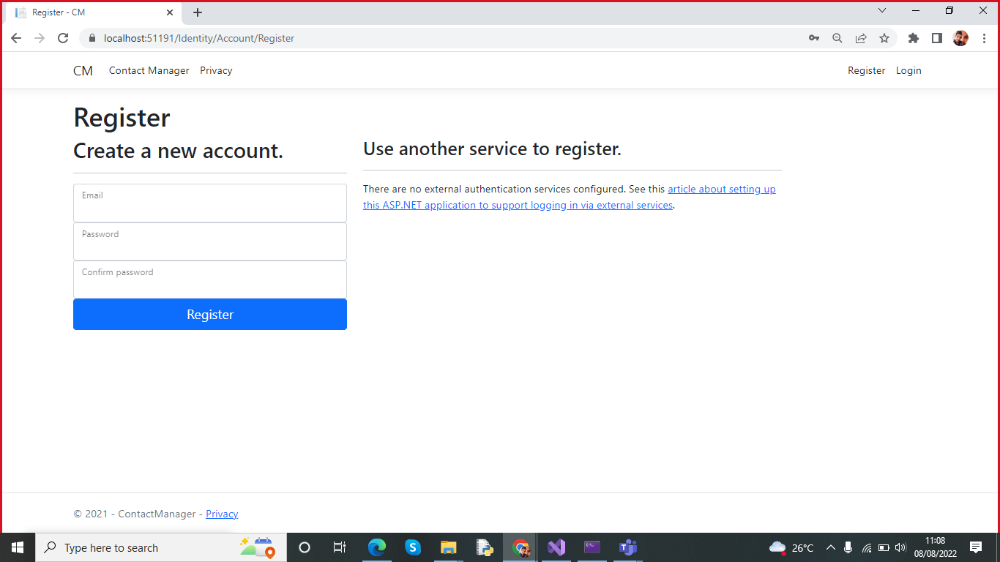 Register - CM
localhost:51191/Identity/Account/Register
CM Contact Manager Privacy Register Login
Register
Create a new account.
Email
Password
Confirm password
Register
Use another service to register.
There are no external authentication services configured. See this article about setting up
this ASP.NET application to support logging in via external services.
© 2021 - ContactManager - Privacy
Type here to search
26°C
11:08
08/08/2022